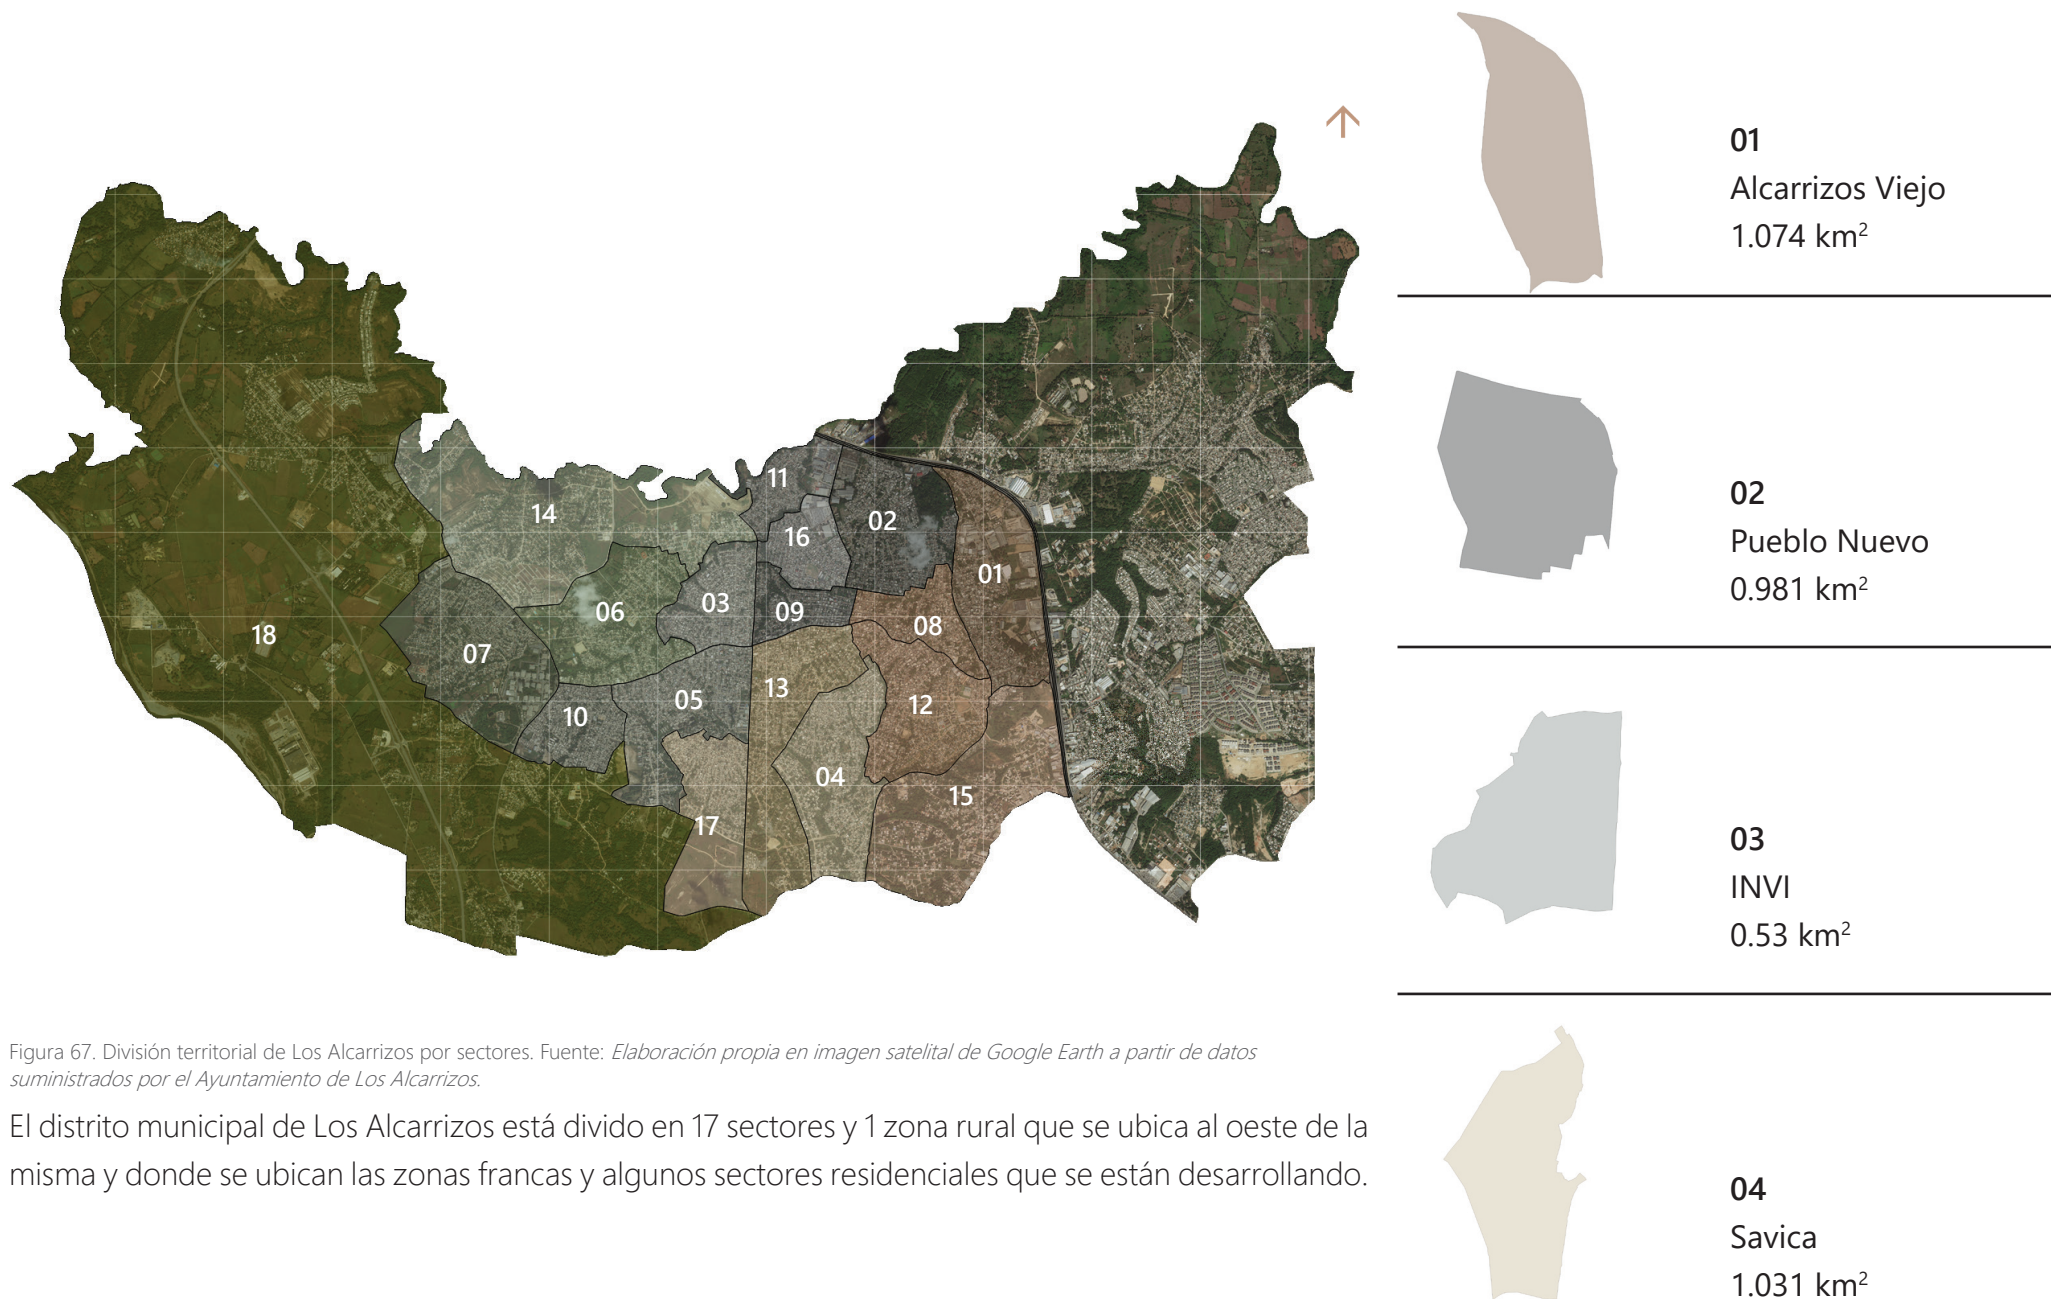 11
14
02
16
01
03
09
06
08
18
07
13
05
12
10
04
15
17
Figura 67. División territorial de Los Alcarrizos por sectores. Fuente: Elaboración propia en imagen satelital de Google Earth a partir de datos
suministrados por el Ayuntamiento de Los Alcarrizos.
El distrito municipal de Los Alcarrizos está divido en 17 sectores y 1 zona rural que se ubica al oeste de la
misma y donde se ubican las zonas francas y algunos sectores residenciales que se están desarrollando.
01
Alcarrizos Viejo
1.074 km²
02
Pueblo Nuevo
0.981 km²
03
INVI
0.53 km²
04
Savica
1.031 km²